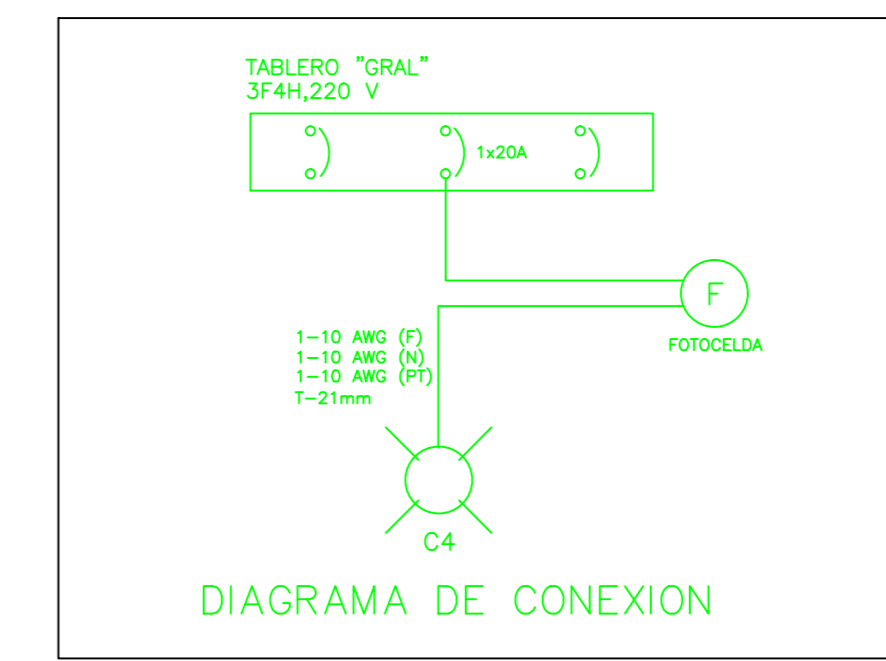 TABLERO "GRAL"
3F4H,220 V
1x20A
F
FOTOCELDA
1-10 AWG (F)
1-10 AWG (N)
1-10 AWG (PT)
T-21mm
C4
DIAGRAMA DE CONEXION